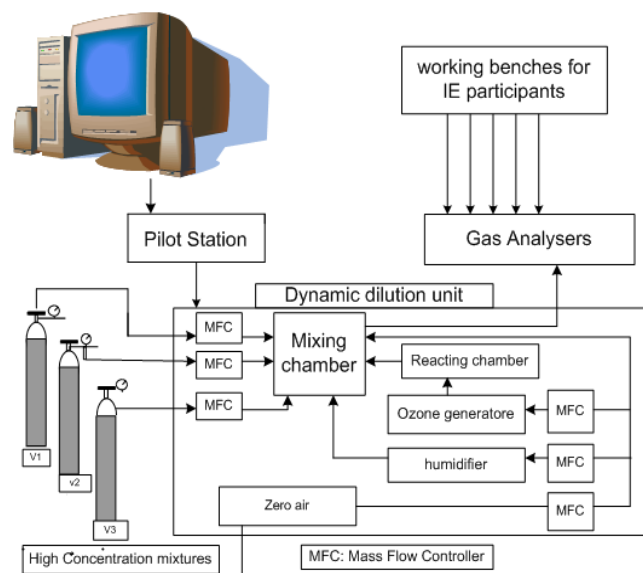 working benches for
IE participants
Pilot Station
Gas Analysers
Dynamic dilution unit
MFC
Mixing
chamber
MFC
Reacting chamber
MFC
Ozone generatore
MFC
humidifier
MFC
V1
v2
Zero air
MFC
V3
High Concentration mixtures
MFC: Mass Flow Controller